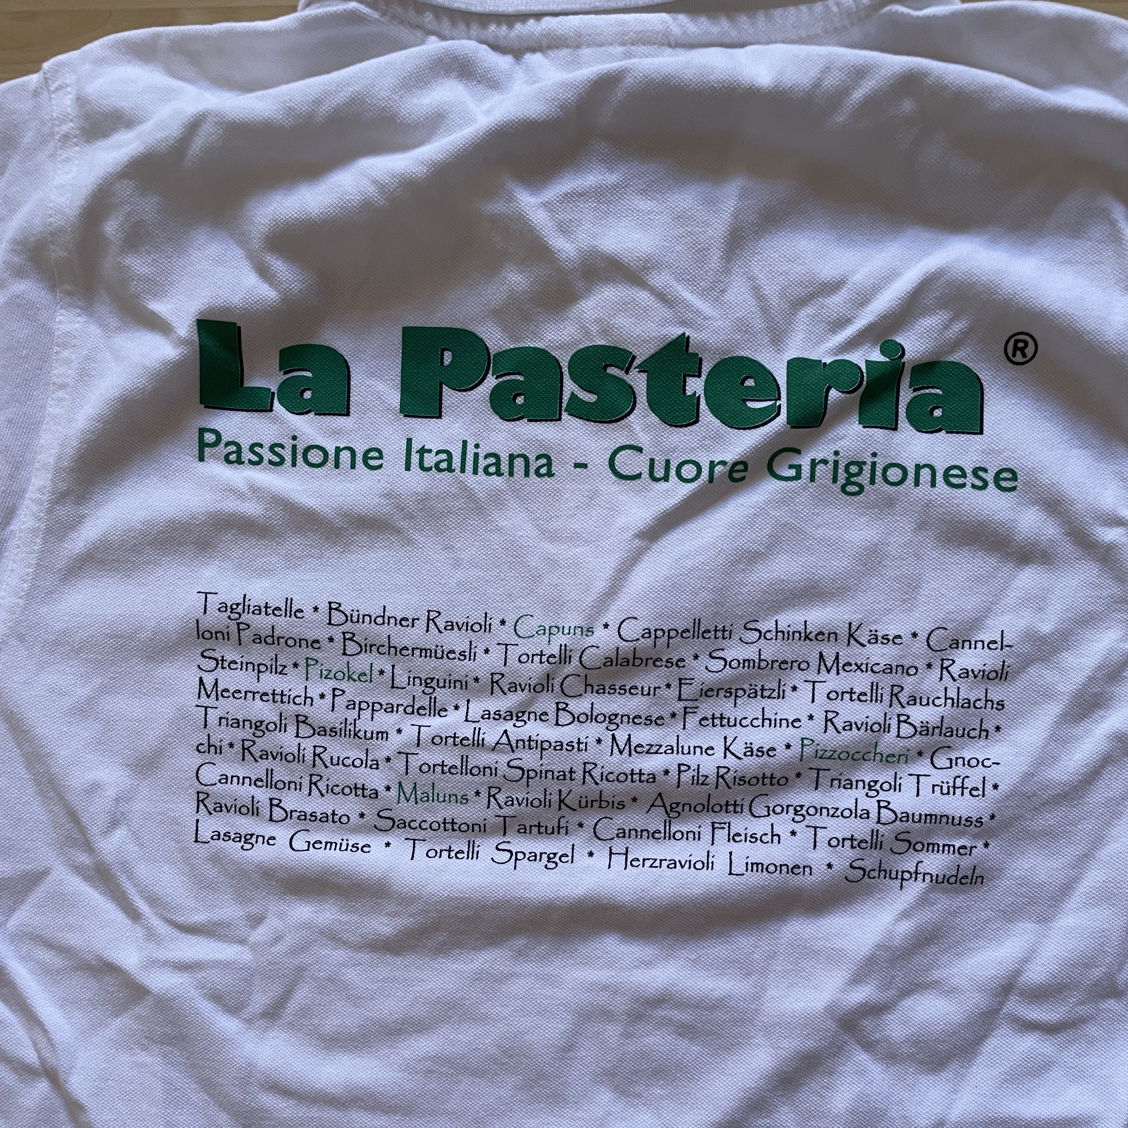 La Pasteria ®
Passione Italiana - Cuore Grigionese
Tagliatelle * Bündner Ravioli * Capuns * Cappelletti Schinken Käse * Cannel-
loni Padrone * Birchermüesli * Tortelli Calabrese * Sombrero Mexicano * Ravioli
Steinpilz * Pizokel * Linguini * Ravioli Chasseur * Eierspätzli * Tortelli Rauchlachs
Meerrettich * Pappardelle * Lasagne Bolognese * Fettucchine * Ravioli Bärlauch *
Triangoli Basilikum * Tortelli Antipasti * Mezzalune Käse * Pizzoccheri * Gnoc-
chi * Ravioli Rucola * Tortelloni Spinat Ricotta * Pilz Risotto * Triangoli Trüffel *
Cannelloni Ricotta * Maluns * Ravioli Kürbis * Agnolotti Gorgonzola Baumnuss *
Ravioli Brasato * Saccottoni Tartufi * Cannelloni Fleisch * Tortelli Sommer *
Lasagne Gemüse * Tortelli Spargel * Herzravioli Limonen * Schupfnudeln